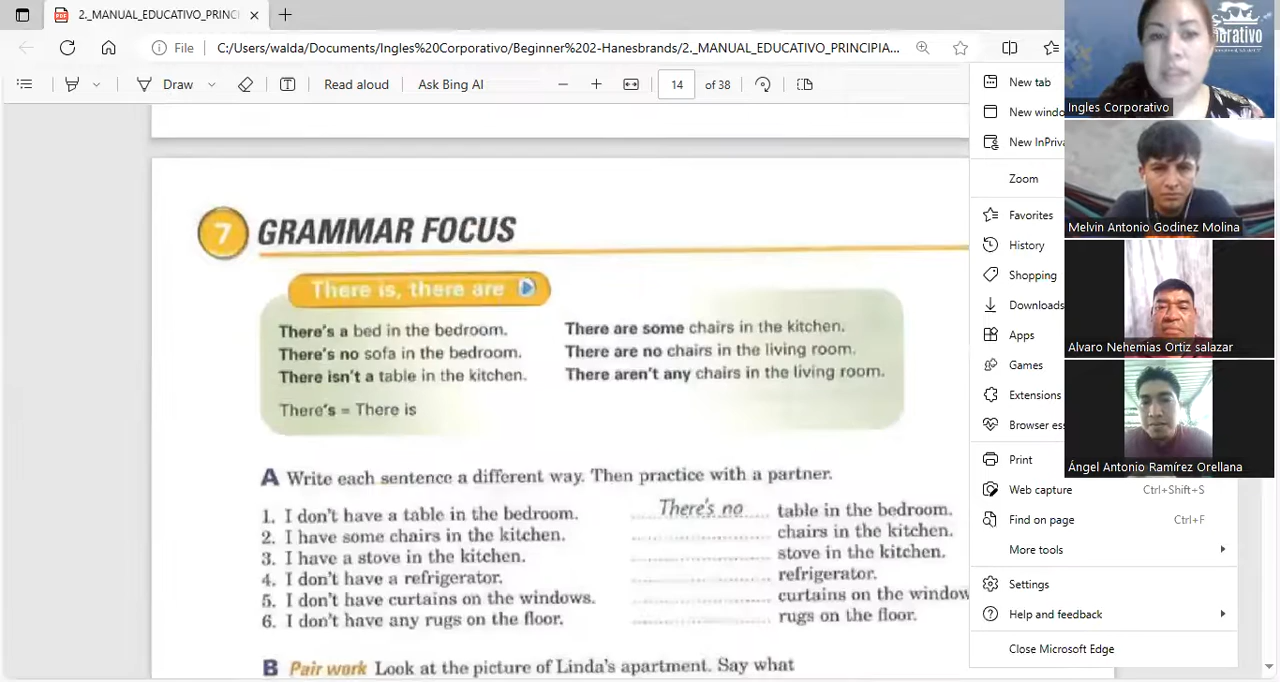 2._MANUAL_EDUCATIVO_PRINCI
File
C:/Users/walda/Documents/Ingles%20Corporativo/Beginner%202-Hanesbrands/2._MANUAL_EDUCATIVO_PRINCIPIA...
Draw
Read aloud
Ask Bing AI
14
of 38
7
GRAMMAR FOCUS
There is, there are
There's a bed in the bedroom.
There's no sofa in the bedroom.
There isn't a table in the kitchen.
There's = There is
There are some chairs in the kitchen.
There are no chairs in the living room.
There aren't any chairs in the living room.
A Write each sentence a different way. Then practice with a partner.
1. I don't have a table in the bedroom. There's no table in the bedroom.
2. I have some chairs in the kitchen. chairs in the kitchen.
3. I have a stove in the kitchen. stove in the kitchen.
4. I don't have a refrigerator. refrigerator.
5. I don't have curtains on the windows. curtains on the window
6. I don't have any rugs on the floor. rugs on the floor.
B Pair work Look at the picture of Linda's apartment. Say what
New tab
New windo
New InPriva
Zoom
Favorites
History
Shopping
Downloads
Apps
Games
Extensions
Browser ess
Print
Web capture Ctrl+Shift+S
Find on page Ctrl+F
More tools
Settings
Help and feedback
Close Microsoft Edge
Ingles Corporativo
Melvin Antonio Godinez Molina
Alvaro Nehemias Ortiz salazar
Ángel Antonio Ramírez Orellana